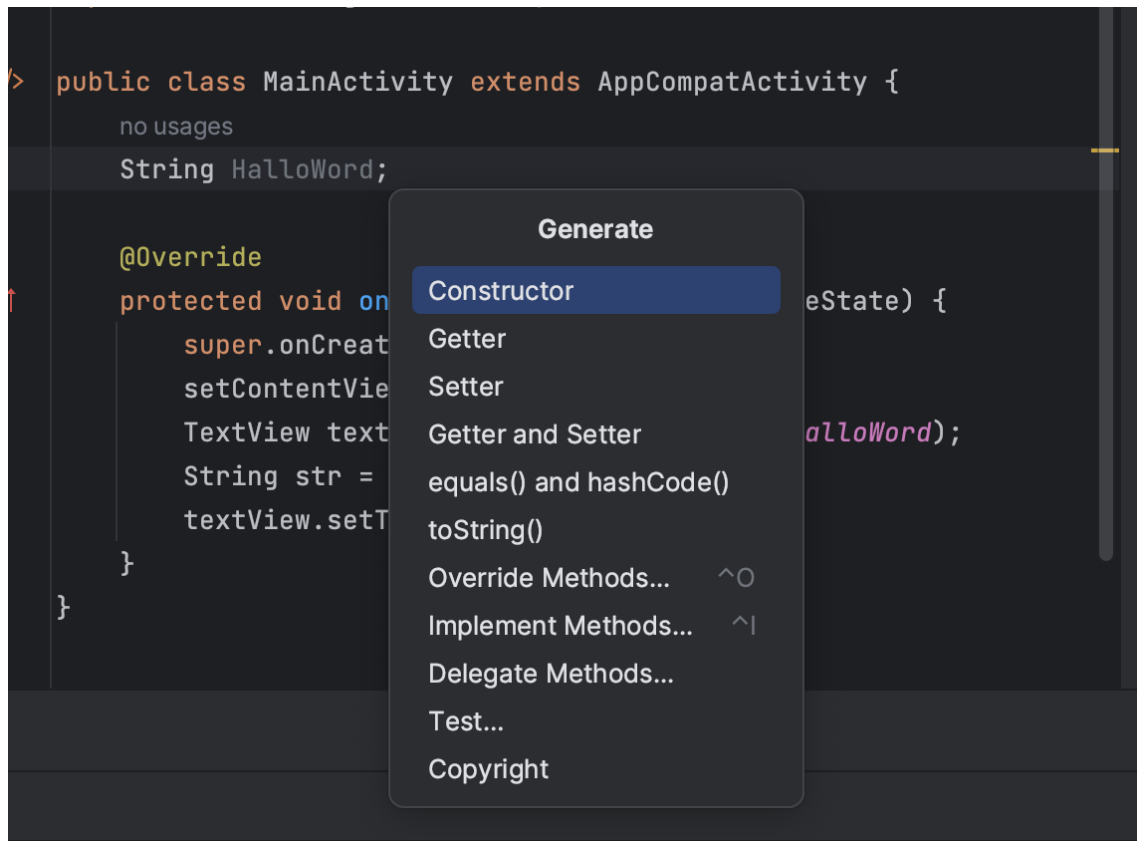 public class MainActivity extends AppCompatActivity {
no usages
String HalloWord;
Generate
@Override
Constructor
protected void on eState) {
Getter
super.onCreat
Setter
setContentVie
Getter and Setter
TextView text alloWord);
equals() and hashCode()
String str =
toString()
textView.setT
Override Methods... ^O
}
Implement Methods... ^I
}
Delegate Methods...
Test...
Copyright